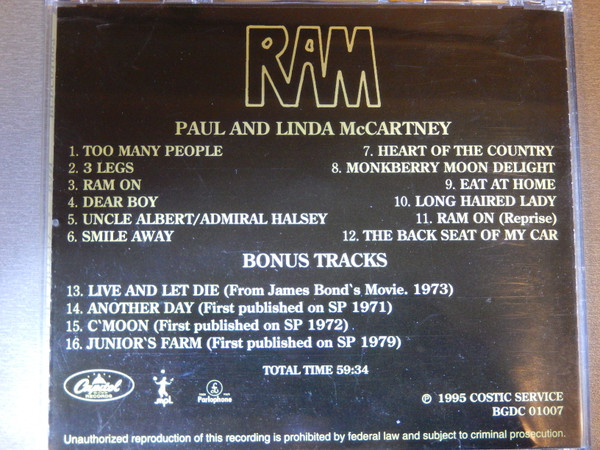 RAM
PAUL AND LINDA McCARTNEY
1. TOO MANY PEOPLE
2. 3 LEGS
3. RAM ON
4. DEAR BOY
5. UNCLE ALBERT/ADMIRAL HALSEY
6. SMILE AWAY
7. HEART OF THE COUNTRY
8. MONKBERRY MOON DELIGHT
9. EAT AT HOME
10. LONG HAIRED LADY
11. RAM ON (Reprise)
12. THE BACK SEAT OF MY CAR
BONUS TRACKS
13. LIVE AND LET DIE (From James Bond`s Movie. 1973)
14. ANOTHER DAY (First published on SP 1971)
15. C`MOON (First published on SP 1972)
16. JUNIOR`S FARM (First published on SP 1979)
TOTAL TIME 59:34
Capitol
RECORDS
MPL
Parlophone
℗ 1995 COSTIC SERVICE
BGDC 01007
Unauthorized reproduction of this recording is prohibited by federal law and subject to criminal prosecution.